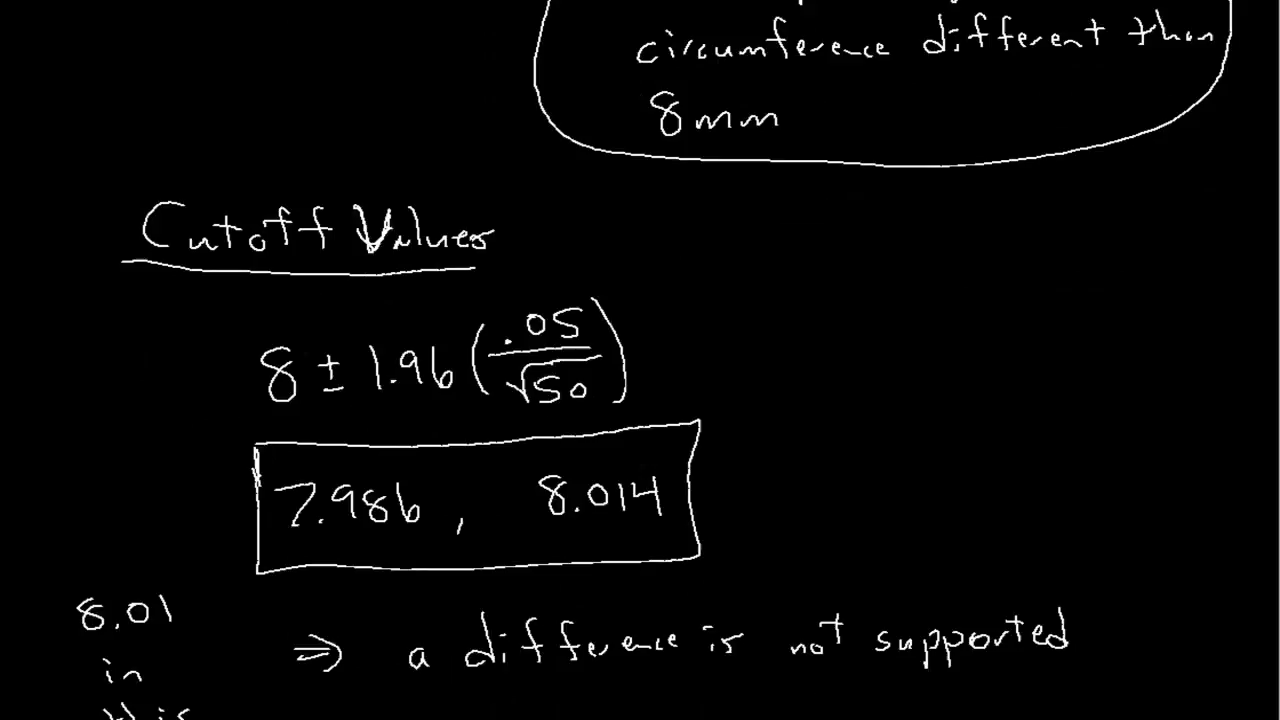 circumference different than
8mm
Cutoff Values
8 ± 1.96 (.05/√50)
7.986 , 8.014
8.01
in
this
⇒ a difference is not supported